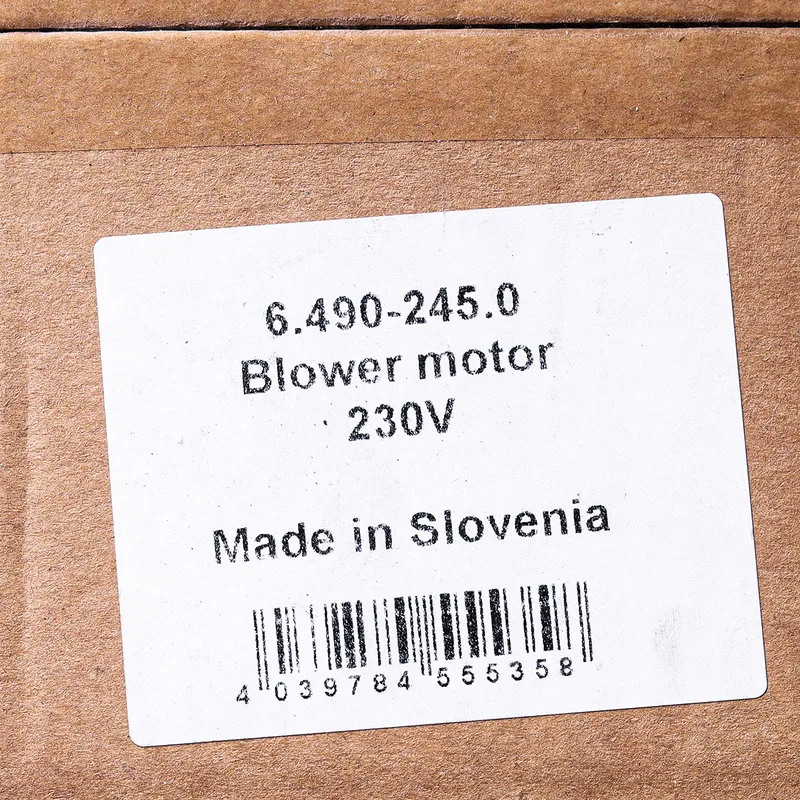 6.490-245.0
Blower motor
230V
Made in Slovenia
4 039784 555358